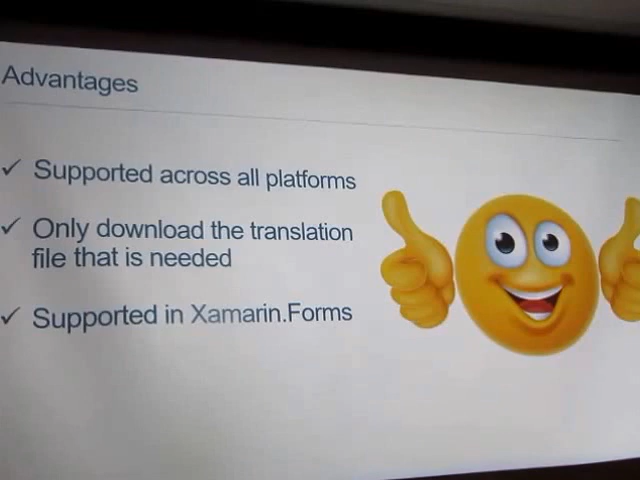 Advantages
✓ Supported across all platforms
✓ Only download the translation
file that is needed
✓ Supported in Xamarin.Forms